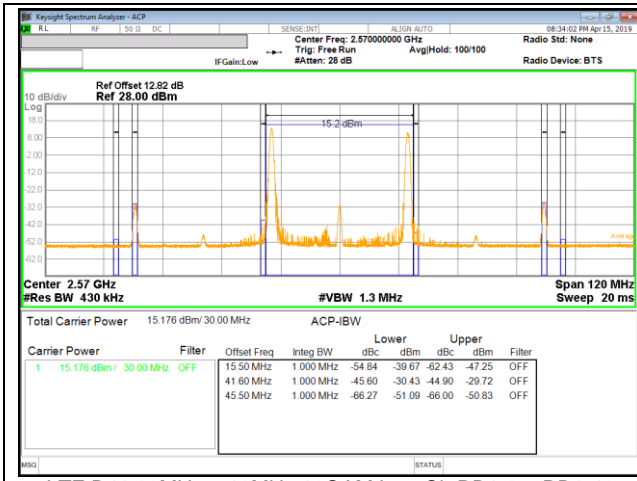 Keysight Spectrum Analyzer - ACP
RL RF 50 Ω DC SENSE:INT ALIGN AUTO 08:34:02 PM Apr 15, 2019
Center Freq: 2.570000000 GHz Radio Std: None
Trig: Free Run Avg|Hold: 100/100
IFGain:Low #Atten: 28 dB Radio Device: BTS
Ref Offset 12.82 dB
10 dB/div Ref 28.00 dBm
Log
18.0
15.2 dBm
8.00
-2.00
-12.0
-22.0
-32.0
-42.0
-52.0
Average
-62.0
Center 2.57 GHz Span 120 MHz
#Res BW 430 kHz #VBW 1.3 MHz Sweep 20 ms
Total Carrier Power 15.176 dBm/ 30.00 MHz ACP-IBW
Lower Upper
Carrier Power Filter Offset Freq Integ BW dBc dBm dBc dBm Filter
1 15.176 dBm / 30.00 MHz OFF 15.50 MHz 1.000 MHz -54.84 -39.67 -62.43 -47.25 OFF
41.60 MHz 1.000 MHz -45.60 -30.43 -44.90 -29.72 OFF
45.50 MHz 1.000 MHz -66.27 -51.09 -66.00 -50.83 OFF
MSG STATUS